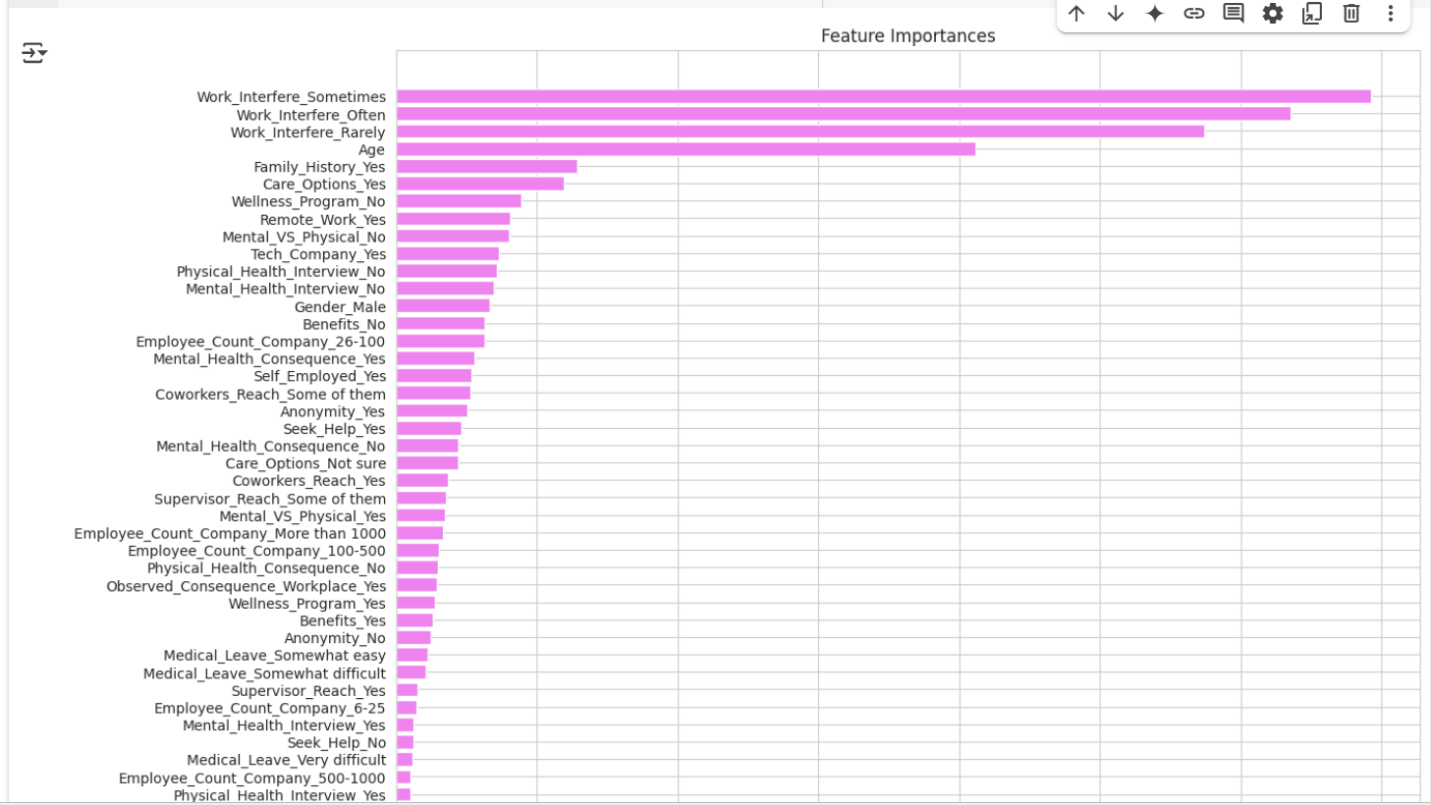 Feature Importances
Work_Interfere_Sometimes
Work_Interfere_Often
Work_Interfere_Rarely
Age
Family_History_Yes
Care_Options_Yes
Wellness_Program_No
Remote_Work_Yes
Mental_VS_Physical_No
Tech_Company_Yes
Physical_Health_Interview_No
Mental_Health_Interview_No
Gender_Male
Benefits_No
Employee_Count_Company_26-100
Mental_Health_Consequence_Yes
Self_Employed_Yes
Coworkers_Reach_Some of them
Anonymity_Yes
Seek_Help_Yes
Mental_Health_Consequence_No
Care_Options_Not sure
Coworkers_Reach_Yes
Supervisor_Reach_Some of them
Mental_VS_Physical_Yes
Employee_Count_Company_More than 1000
Employee_Count_Company_100-500
Physical_Health_Consequence_No
Observed_Consequence_Workplace_Yes
Wellness_Program_Yes
Benefits_Yes
Anonymity_No
Medical_Leave_Somewhat easy
Medical_Leave_Somewhat difficult
Supervisor_Reach_Yes
Employee_Count_Company_6-25
Mental_Health_Interview_Yes
Seek_Help_No
Medical_Leave_Very difficult
Employee_Count_Company_500-1000
Physical_Health_Interview_Yes